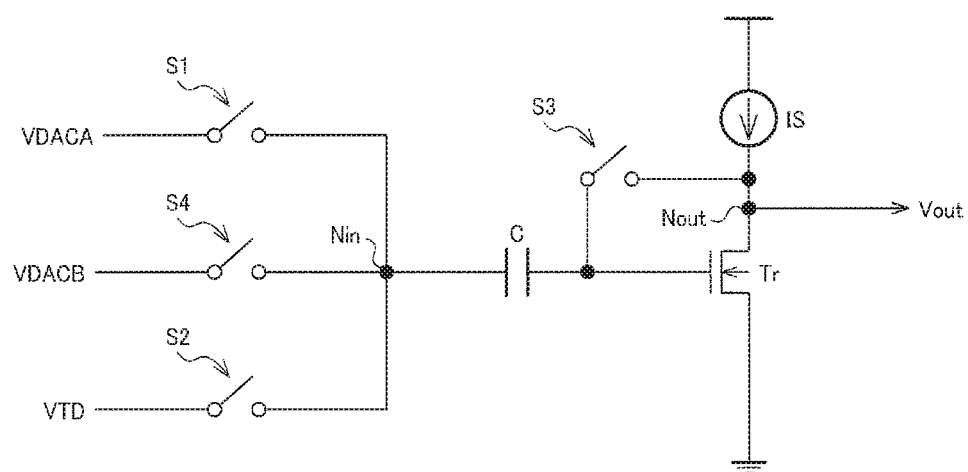 S1
VDACA
S3
IS
S4
Nin
C
Nout
Vout
VDACB
Tr
S2
VTD